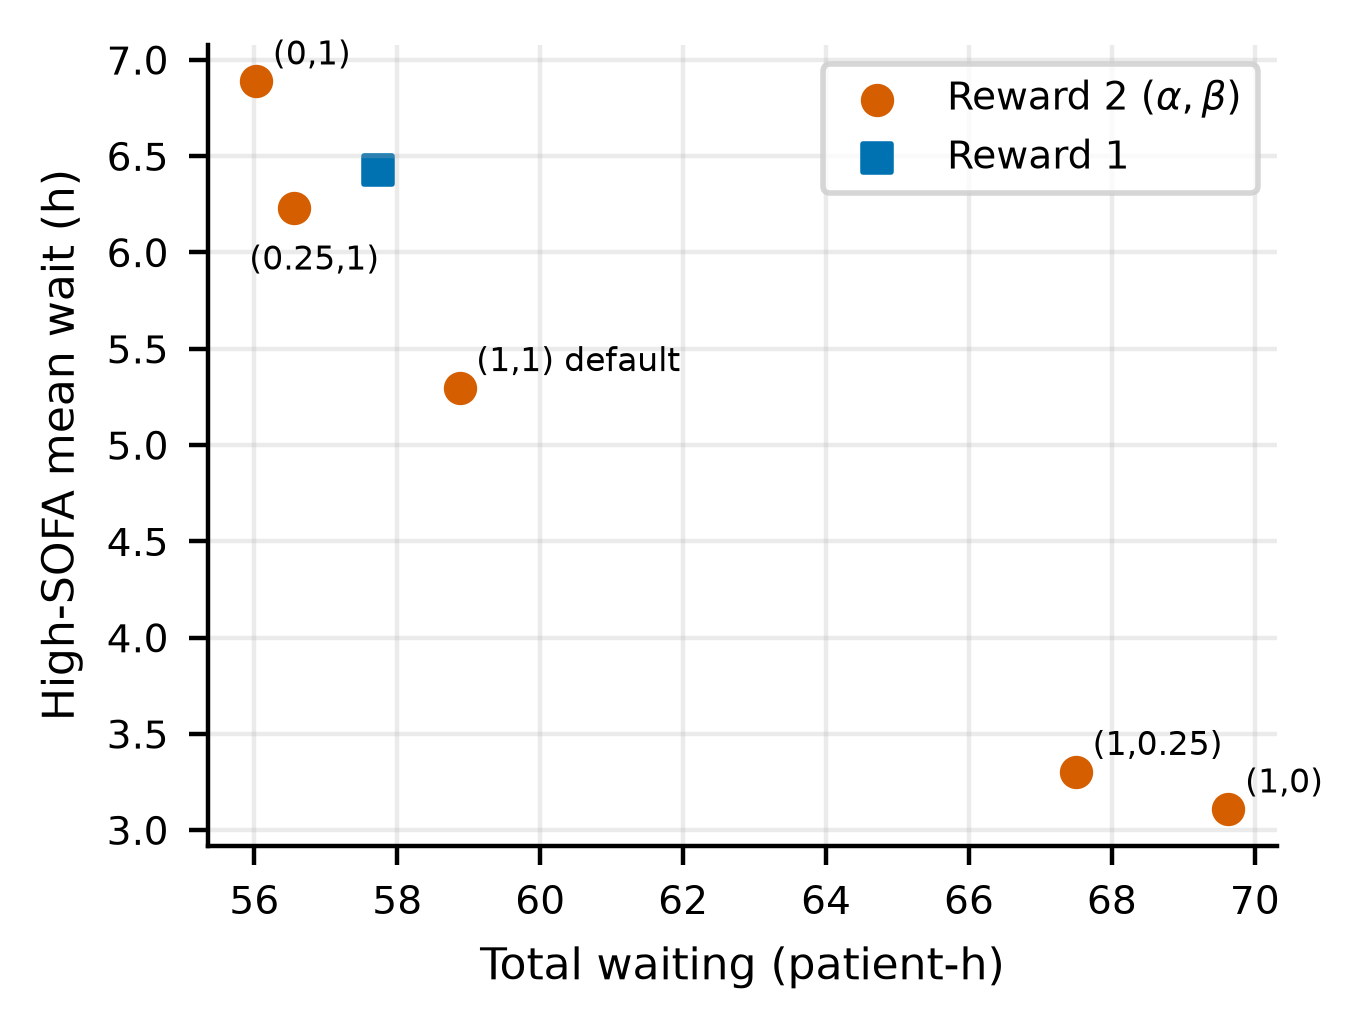 (0,1)
(0.25,1)
(1,1) default
(1,0.25)
(1,0)
Reward 2 (α, β)
Reward 1
7.0
6.5
6.0
5.5
5.0
4.5
4.0
3.5
3.0
High-SOFA mean wait (h)
56 58 60 62 64 66 68 70
Total waiting (patient-h)